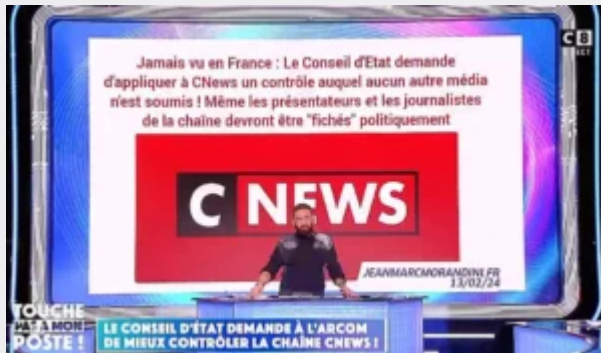 Jamais vu en France : Le Conseil d'Etat demande
d'appliquer à CNews un contrôle auquel aucun autre média
n'est soumis ! Même les présentateurs et les journalistes
de la chaîne devront être "fichés" politiquement
C8
C NEWS
JEANMARCMORANDINI.FR
13/02/24
TOUCHE
PAS À MON
POSTE !
LE CONSEIL D'ÉTAT DEMANDE À L'ARCOM
DE MIEUX CONTRÔLER LA CHAÎNE CNEWS !